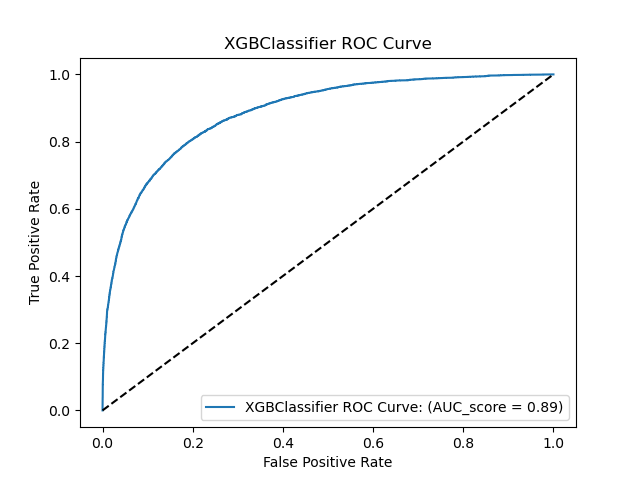 XGBClassifier ROC Curve
True Positive Rate
1.0
0.8
0.6
0.4
0.2
0.0
XGBClassifier ROC Curve: (AUC_score = 0.89)
0.0 0.2 0.4 0.6 0.8 1.0
False Positive Rate